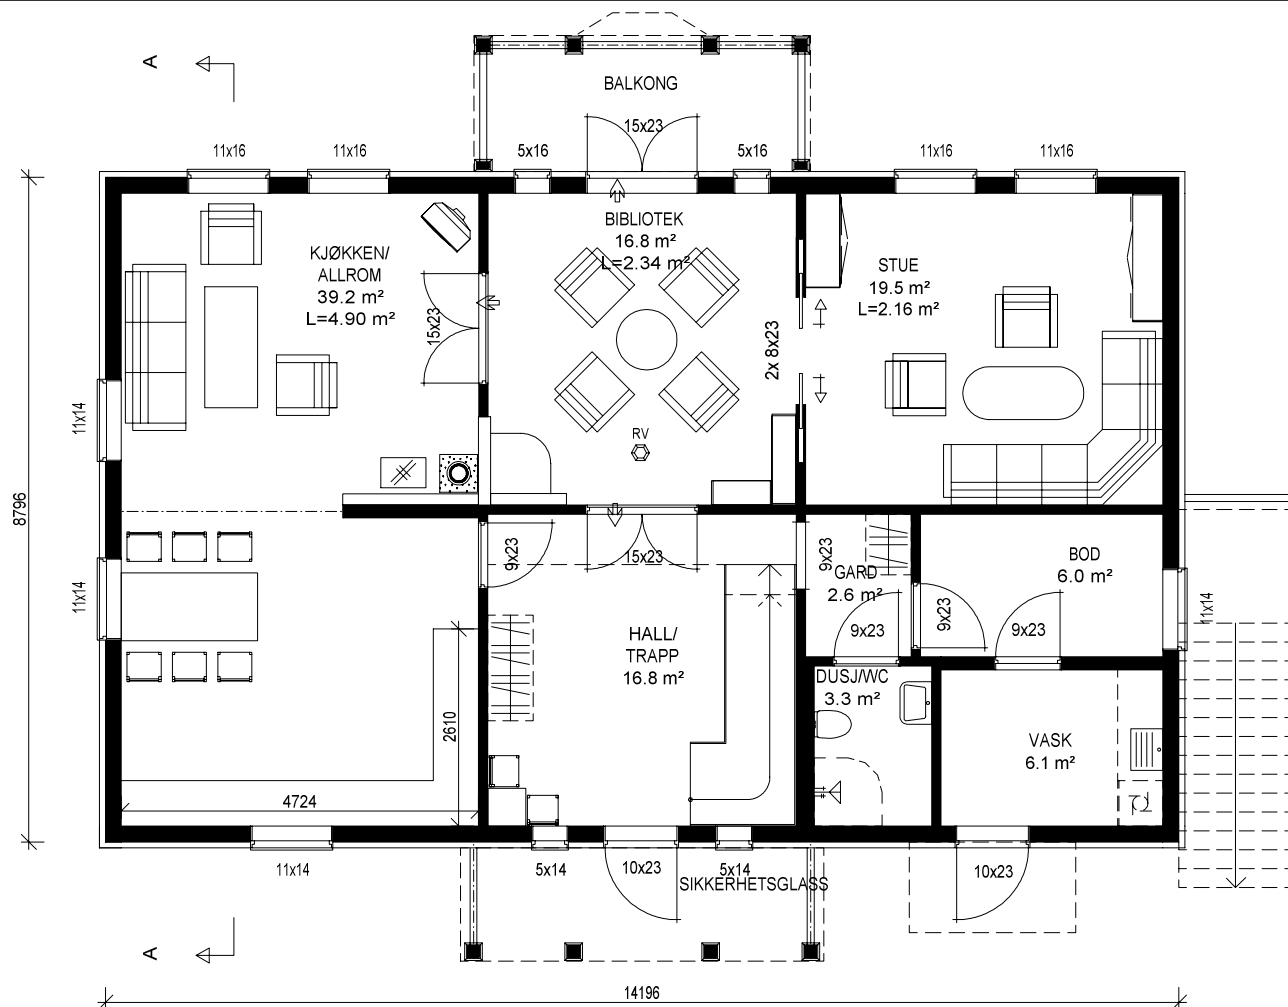 A
BALKONG
15x23
11x16
11x16
5x16
5x16
11x16
11x16
BIBLIOTEK
16.8 m²
L=2.34 m²
KJØKKEN/
ALLROM
39.2 m²
L=4.90 m²
STUE
19.5 m²
L=2.16 m²
15x23
2x 8x23
11x14
RV
8796
9x23
15x23
9x23
GARD
2.6 m²
BOD
6.0 m²
11x14
9x23
9x23
9x23
11x14
HALL/
TRAPP
16.8 m²
DUSJ/WC
3.3 m²
2610
VASK
6.1 m²
4724
11x14
5x14
10x23
5x14
10x23
SIKKERHETSGLASS
A
14196